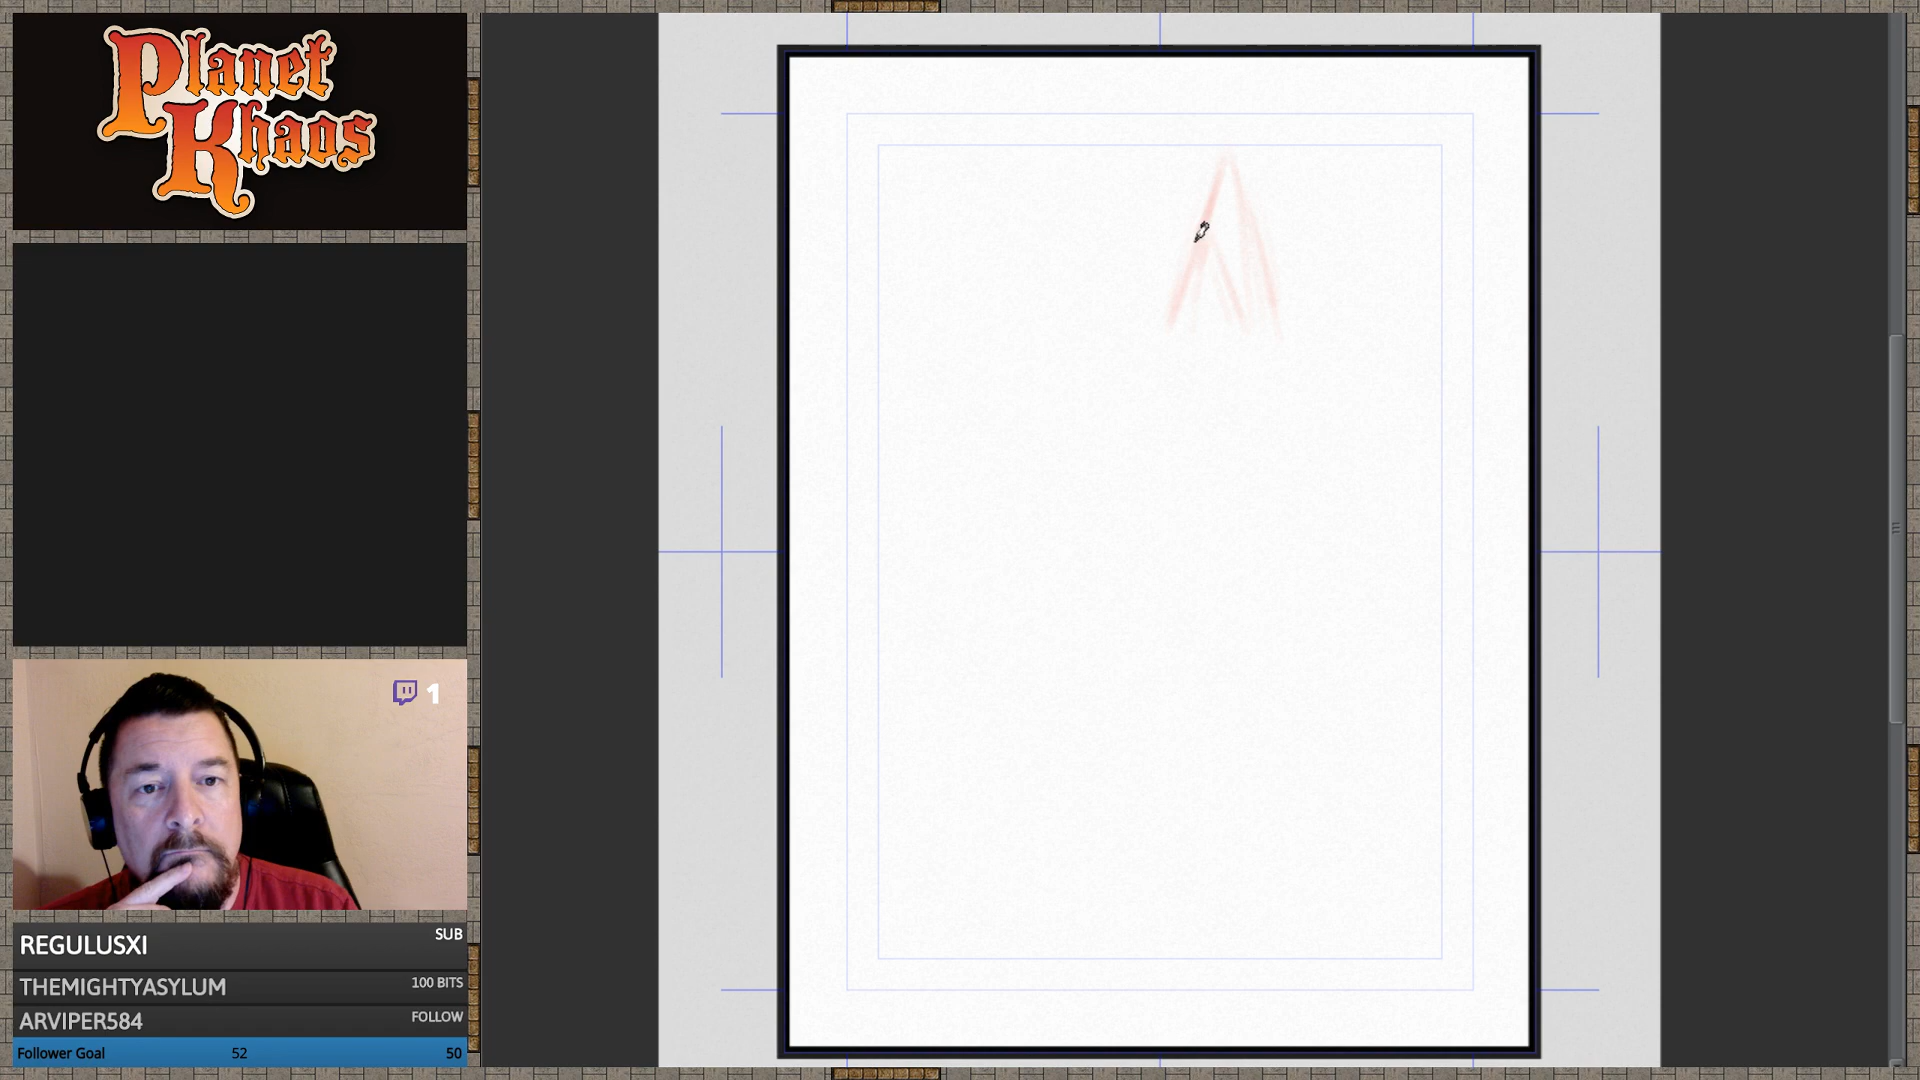 Planet
Khaos
1
REGULUSXI SUB
THEMIGHTYASYLUM 100 BITS
ARVIPER584 FOLLOW
Follower Goal 52 50